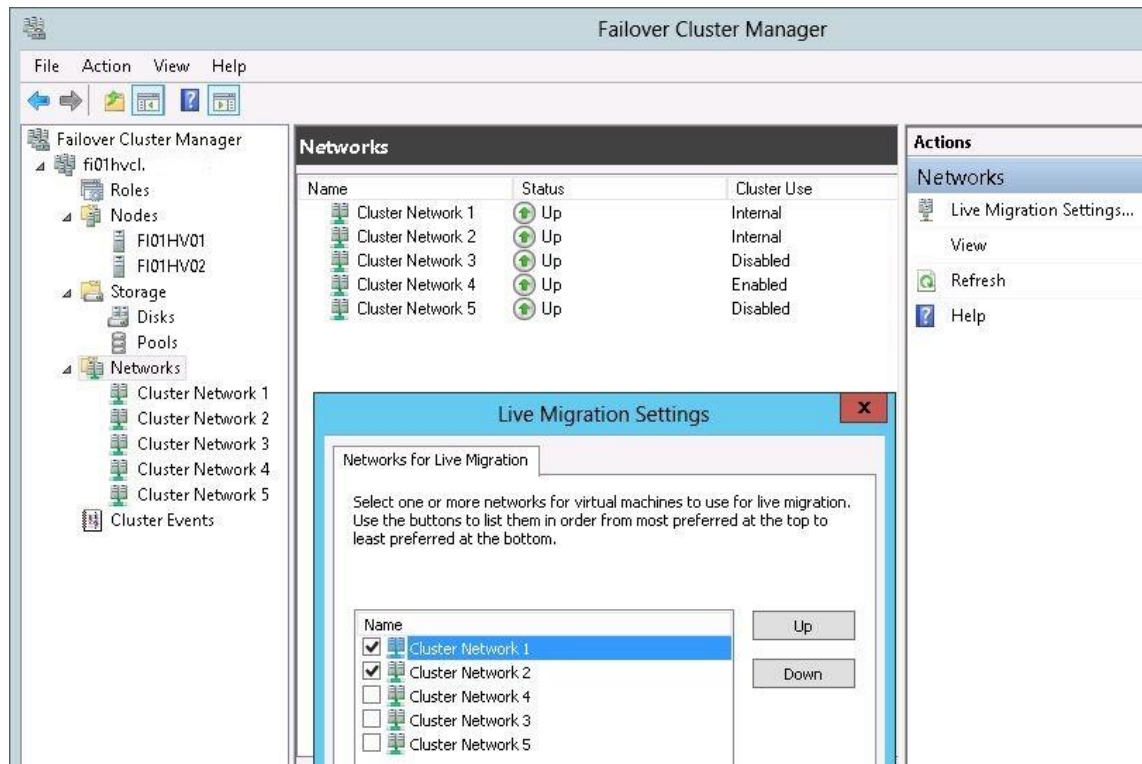 Failover Cluster Manager
File Action View Help
Failover Cluster Manager
fi01hvcl.
Roles
Nodes
FI01HV01
FI01HV02
Storage
Disks
Pools
Networks
Cluster Network 1
Cluster Network 2
Cluster Network 3
Cluster Network 4
Cluster Network 5
Cluster Events
Networks
Name Status Cluster Use
Cluster Network 1 Up Internal
Cluster Network 2 Up Internal
Cluster Network 3 Up Disabled
Cluster Network 4 Up Enabled
Cluster Network 5 Up Disabled
Actions
Networks
Live Migration Settings...
View
Refresh
Help
Live Migration Settings
x
Networks for Live Migration
Select one or more networks for virtual machines to use for live migration.
Use the buttons to list them in order from most preferred at the top to
least preferred at the bottom.
Name
Cluster Network 1
Cluster Network 2
Cluster Network 4
Cluster Network 3
Cluster Network 5
Up
Down